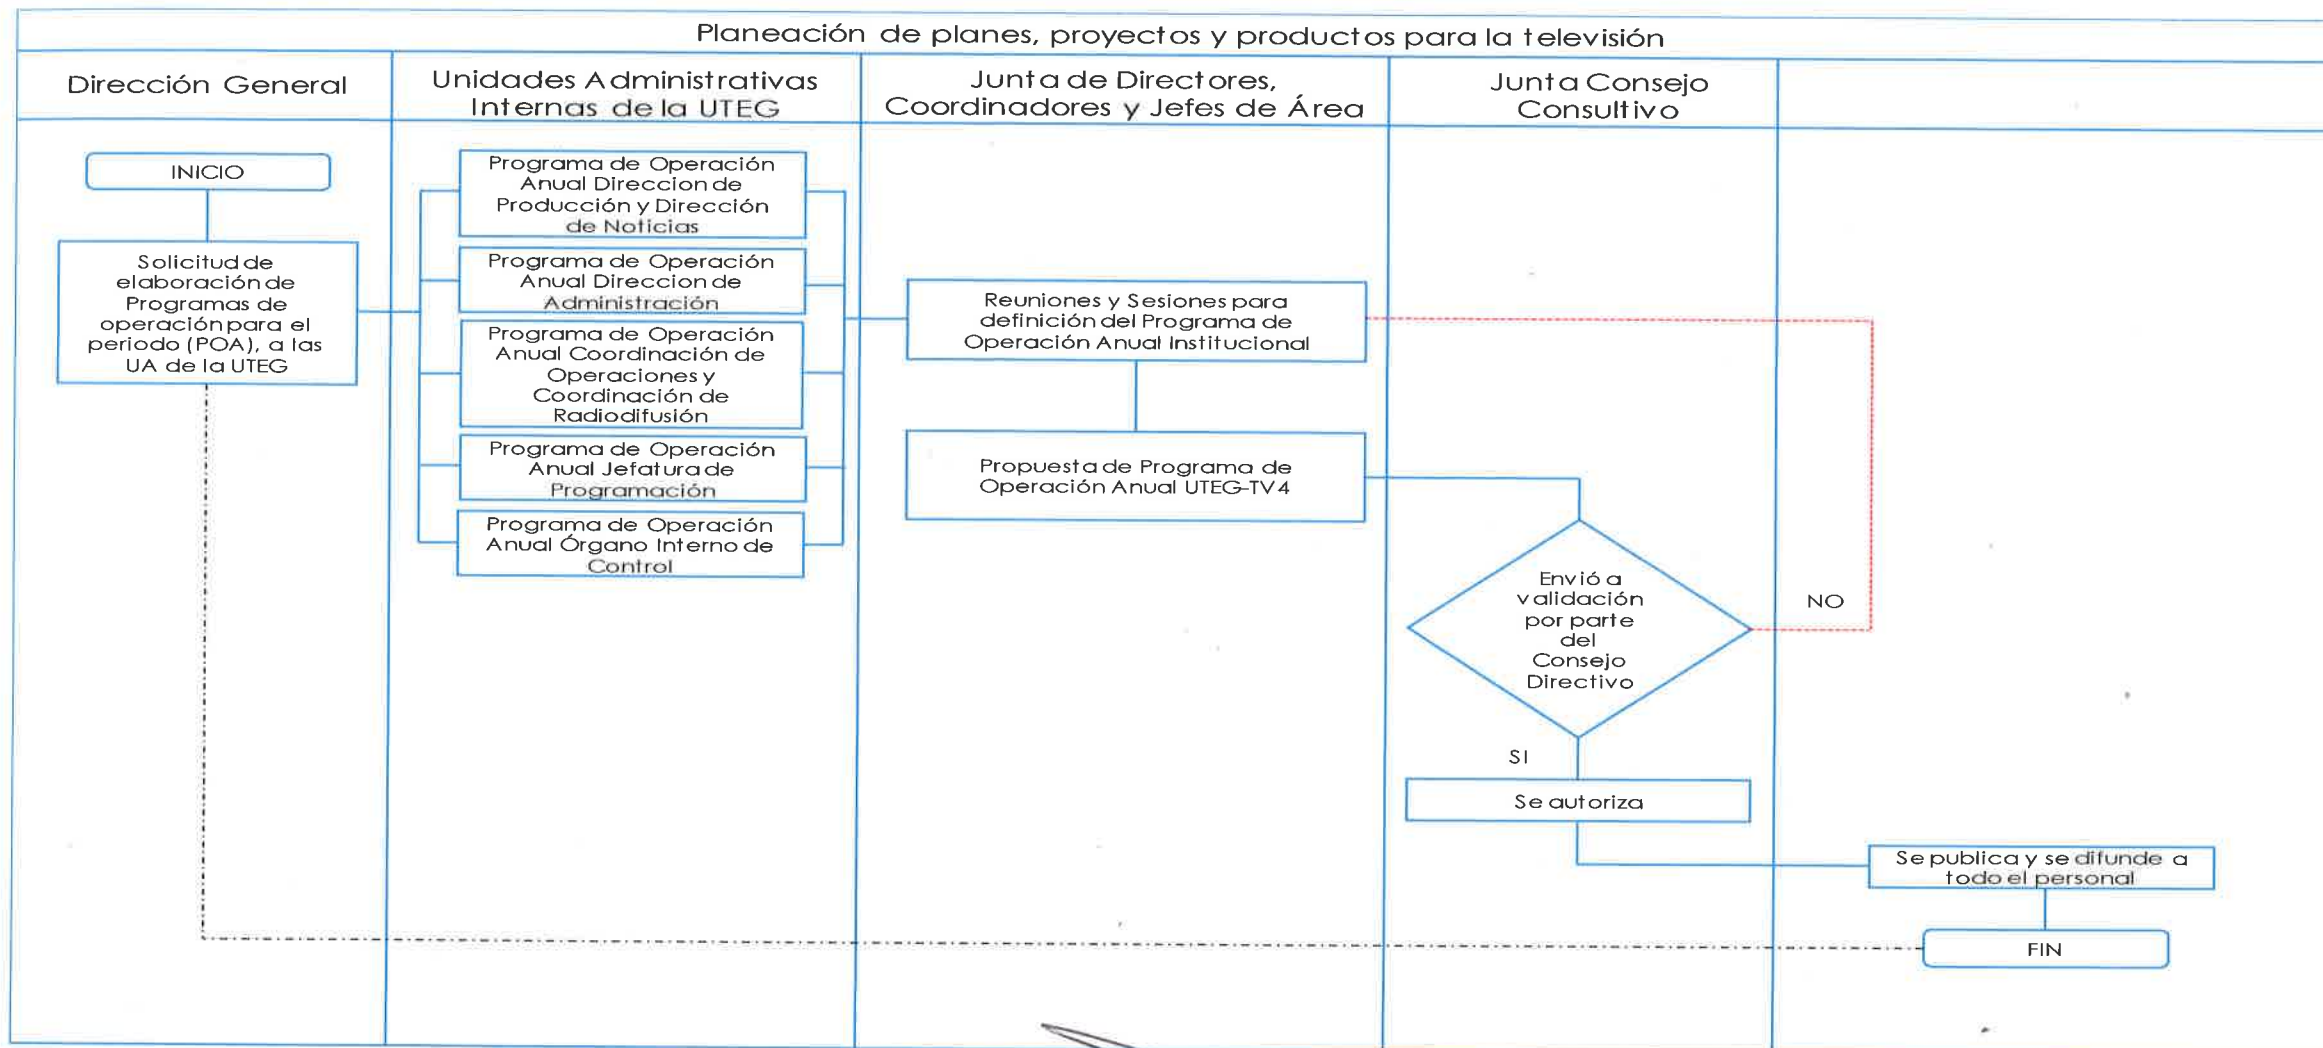 Planeación de planes, proyectos y productos para la televisión
Dirección General
Unidades Administrativas
Internas de la UTEG
Junta de Directores,
Coordinadores y Jefes de Área
Junta Consejo
Consultivo
INICIO
Solicitud de
elaboración de
Programas de
operación para el
periodo (POA), a las
UA de la UTEG
Programa de Operación
Anual Direccion de
Producción y Dirección
de Noticias
Programa de Operación
Anual Direccion de
Administración
Programa de Operación
Anual Coordinación de
Operaciones y
Coordinación de
Radiodifusión
Programa de Operación
Anual Jefatura de
Programación
Programa de Operación
Anual Órgano Interno de
Control
Reuniones y Sesiones para
definición del Programa de
Operación Anual Institucional
Propuesta de Programa de
Operación Anual UTEG-TV4
Envió a
validación
por parte
del
Consejo
Directivo
NO
SI
Se autoriza
Se publica y se difunde a
todo el personal
FIN